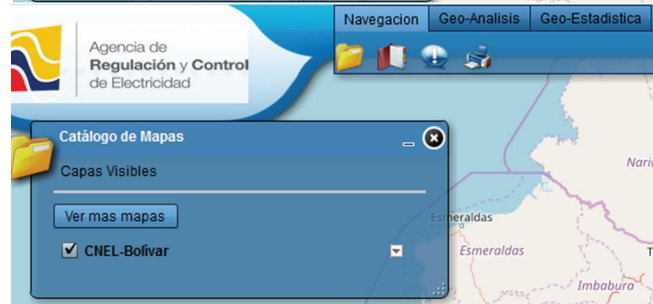 Navegacion Geo-Analisis Geo-Estadistica
Agencia de
Regulación y Control
de Electricidad
Catálogo de Mapas
Capas Visibles
Ver mas mapas
CNEL-Bolívar
Esmeraldas
Esmeraldas
Imbabura